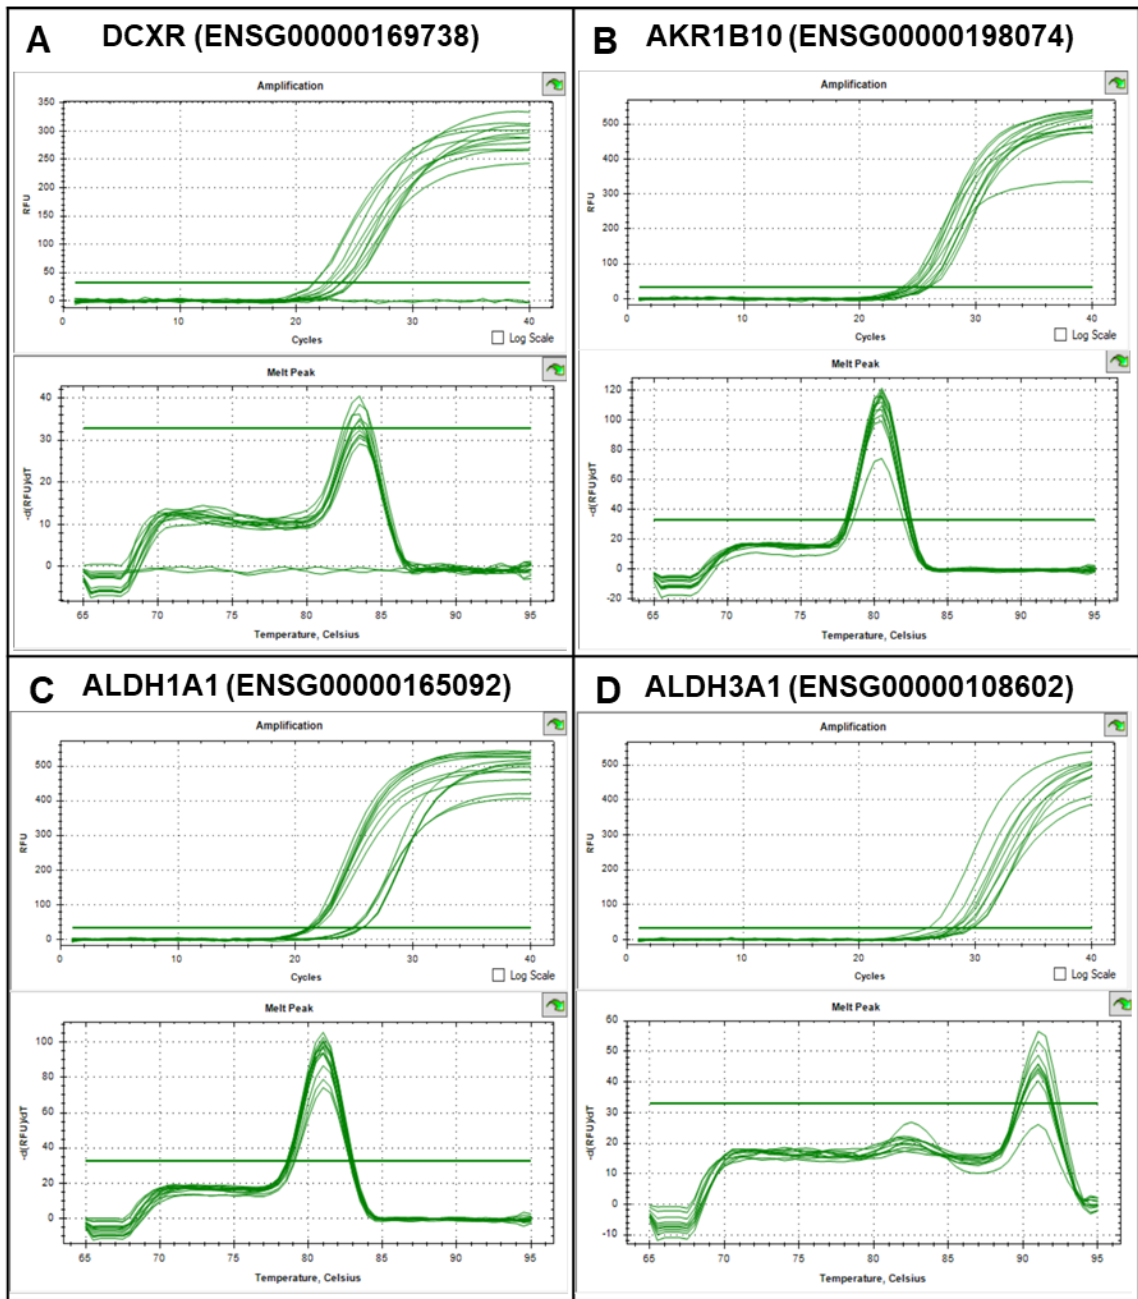 A DCXR (ENSG00000169738)
Amplification
350
300
250
200
150
100
50
0
RFU
0 10 20 30 40
Cycles
Log Scale
Melt Peak
40
30
20
10
0
-d(RFU)/dT
65 70 75 80 85 90 95
Temperature, Celsius
B AKR1B10 (ENSG00000198074)
Amplification
500
400
300
200
100
0
RFU
0 10 20 30 40
Cycles
Log Scale
Melt Peak
120
100
80
60
40
20
0
-20
-d(RFU)/dT
65 70 75 80 85 90 95
Temperature, Celsius
C ALDH1A1 (ENSG00000165092)
Amplification
500
400
300
200
100
0
RFU
0 10 20 30 40
Cycles
Log Scale
Melt Peak
100
80
60
40
20
0
-d(RFU)/dT
65 70 75 80 85 90 95
Temperature, Celsius
D ALDH3A1 (ENSG00000108602)
Amplification
500
400
300
200
100
0
RFU
0 10 20 30 40
Cycles
Log Scale
Melt Peak
60
50
40
30
20
10
0
-10
-d(RFU)/dT
65 70 75 80 85 90 95
Temperature, Celsius